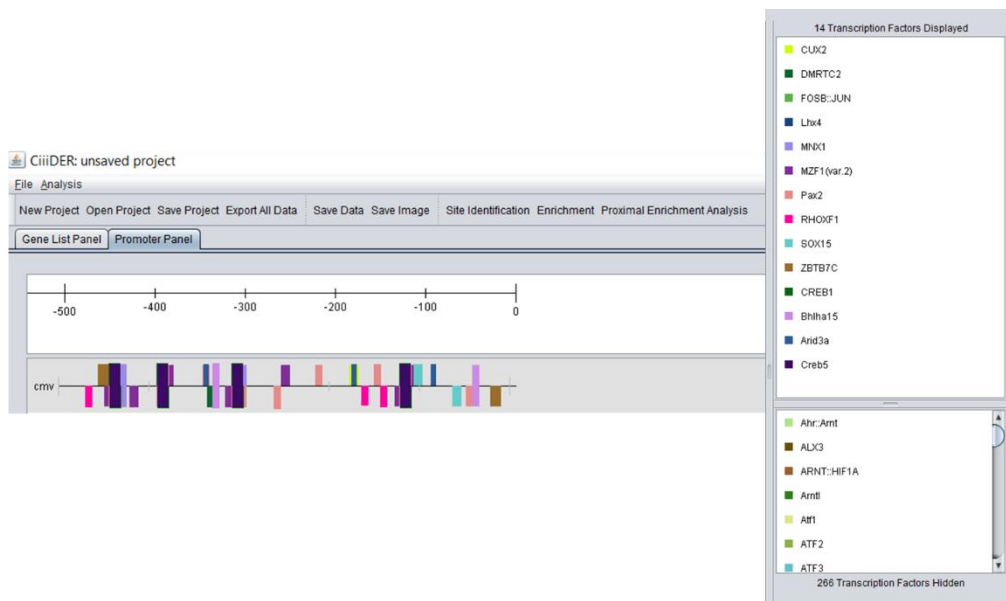 CiiiDER: unsaved project
File Analysis
New Project Open Project Save Project Export All Data Save Data Save Image Site Identification Enrichment Proximal Enrichment Analysis
Gene List Panel Promoter Panel
-500 -400 -300 -200 -100 0
cmv
14 Transcription Factors Displayed
CUX2
DMRTC2
FOSB::JUN
Lhx4
MNX1
MZF1(var.2)
Pax2
RHOXF1
SOX15
ZBTB7C
CREB1
Bhlha15
Arid3a
Creb5
Ahr::Arnt
ALX3
ARNT::HIF1A
Arntl
Atf1
ATF2
ATF3
266 Transcription Factors Hidden